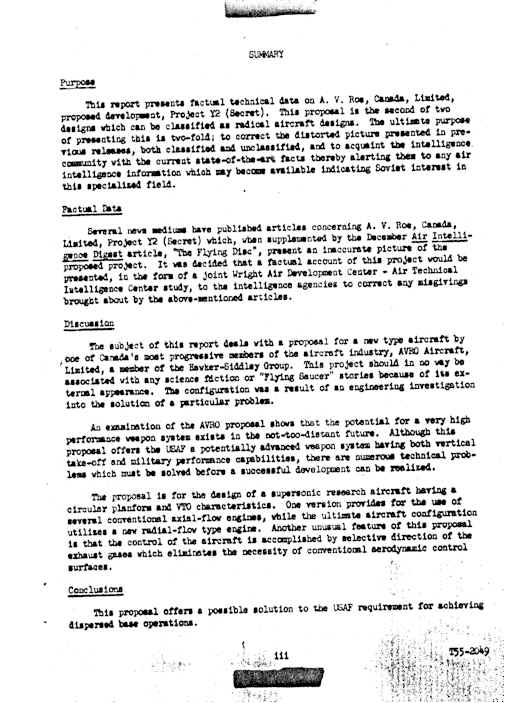 SUMMARY
Purpose
This report presents factual technical data on A. V. Roe, Canada, Limited,
proposed development, Project Y2 (Secret). This proposal is the second of two
designs which can be classified as radical aircraft designs. The ultimate purpose
of presenting this is two-fold; to correct the distorted picture presented in pre-
vious releases, both classified and unclassified, and to acquaint the intelligence
community with the current state-of-the-art facts thereby alerting them to any air
intelligence information which may become available indicating Soviet interest in
this specialized field.
Factual Data
Several news mediums have published articles concerning A. V. Roe, Canada,
Limited, Project Y2 (Secret) which, when supplemented by the December Air Intelli-
gence Digest article, "The Flying Disc", present an inaccurate picture of the
proposed project. It was decided that a factual account of this project would be
presented, in the form of a joint Wright Air Development Center - Air Technical
Intelligence Center study, to the intelligence agencies to correct any misgivings
brought about by the above-mentioned articles.
Discussion
The subject of this report deals with a proposal for a new type aircraft by
one of Canada's most progressive members of the aircraft industry, AVRO Aircraft,
Limited, a member of the Hawker-Siddley Group. This project should in no way be
associated with any science fiction or "Flying Saucer" stories because of its ex-
ternal appearance. The configuration was a result of an engineering investigation
into the solution of a particular problem.
An examination of the AVRO proposal shows that the potential for a very high
performance weapon system exists in the not-too-distant future. Although this
proposal offers the USAF a potentially advanced weapon system having both vertical
take-off and military performance capabilities, there are numerous technical prob-
lems which must be solved before a successful development can be realized.
The proposal is for the design of a supersonic research aircraft having a
circular planform and VTO characteristics. One version provides for the use of
several conventional axial-flow engines, while the ultimate aircraft configuration
utilizes a new radial-flow type engine. Another unusual feature of this proposal
is that the control of the aircraft is accomplished by selective direction of the
exhaust gases which eliminates the necessity of conventional aerodynamic control
surfaces.
Conclusions
This proposal offers a possible solution to the USAF requirement for achieving
dispersed base operations.
111
T55-2049